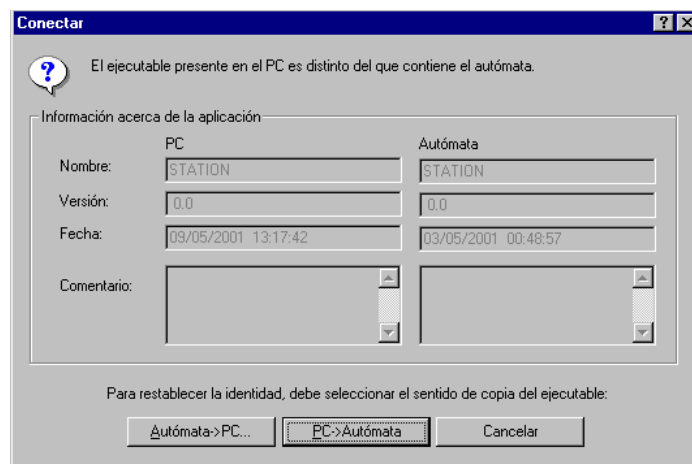 Conectar
El ejecutable presente en el PC es distinto del que contiene el autómata.
Información acerca de la aplicación
PC Autómata
Nombre: STATION STATION
Versión: 0.0 0.0
Fecha: 09/05/2001 13:17:42 03/05/2001 00:48:57
Comentario:
Para restablecer la identidad, debe seleccionar el sentido de copia del ejecutable:
Autómata->PC... PC->Autómata Cancelar